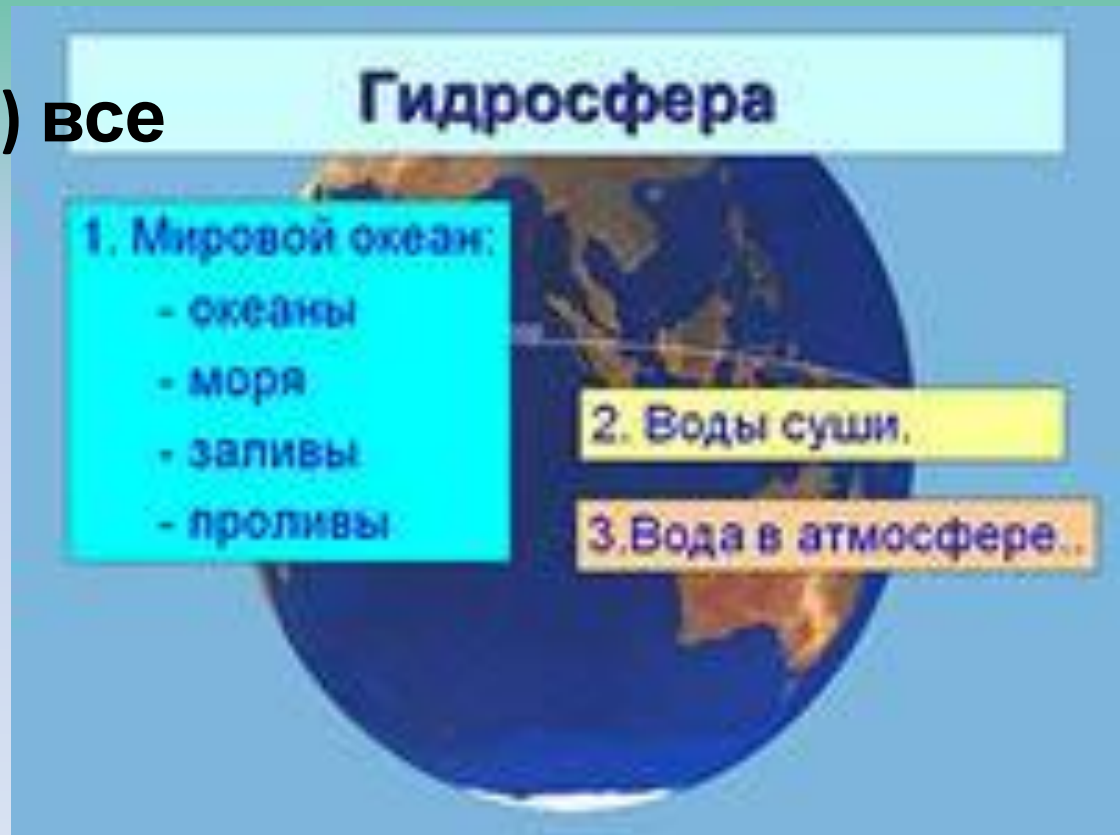 Гидросфера
) все
1. Мировой океан:
- океаны
- моря
- заливы
- проливы
2. Воды суши.
3.Вода в атмосфере..